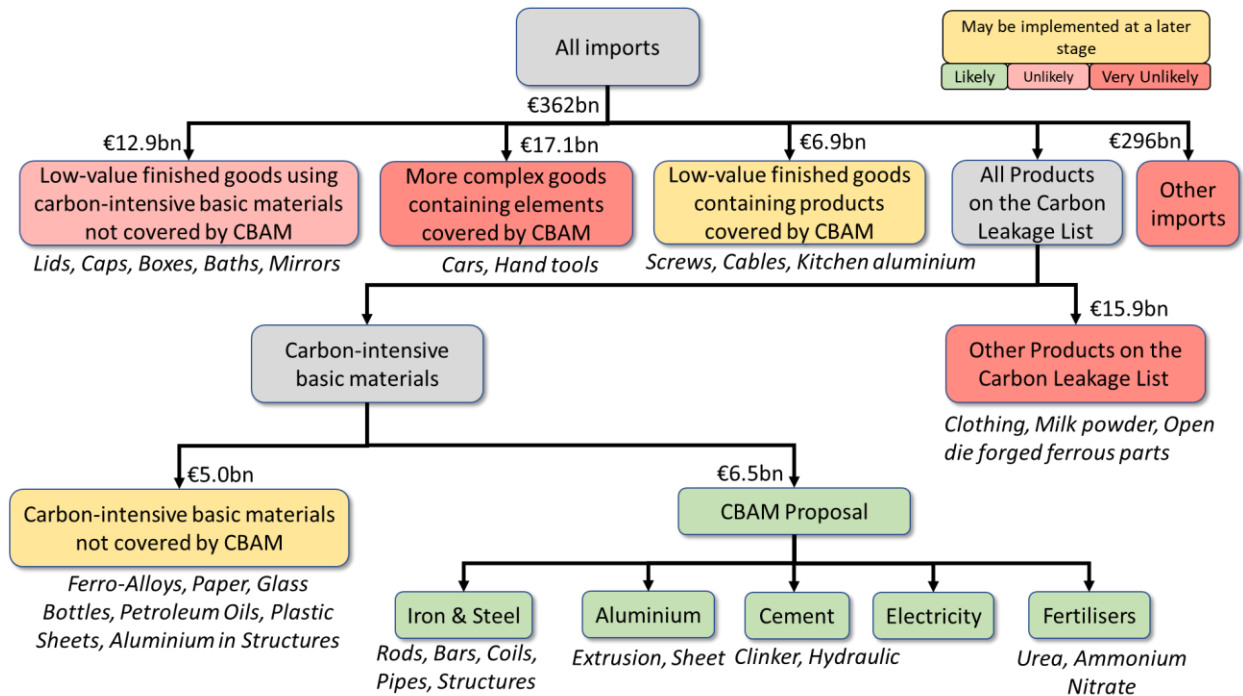 All imports
May be implemented at a later
stage
Likely
Unlikely
Very Unlikely
€362bn
€12.9bn
€17.1bn
€6.9bn
€296bn
Low-value finished goods using
carbon-intensive basic materials
not covered by CBAM
More complex goods
containing elements
covered by CBAM
Low-value finished goods
containing products
covered by CBAM
All Products
on the Carbon
Leakage List
Other
imports
Lids, Caps, Boxes, Baths, Mirrors
Cars, Hand tools
Screws, Cables, Kitchen aluminium
€15.9bn
Carbon-intensive
basic materials
Other Products on the
Carbon Leakage List
Clothing, Milk powder, Open
die forged ferrous parts
€5.0bn
€6.5bn
Carbon-intensive basic materials
not covered by CBAM
CBAM Proposal
Ferro-Alloys, Paper, Glass
Bottles, Petroleum Oils, Plastic
Sheets, Aluminium in Structures
Iron & Steel
Aluminium
Cement
Electricity
Fertilisers
Rods, Bars, Coils,
Pipes, Structures
Extrusion, Sheet
Clinker, Hydraulic
Urea, Ammonium
Nitrate